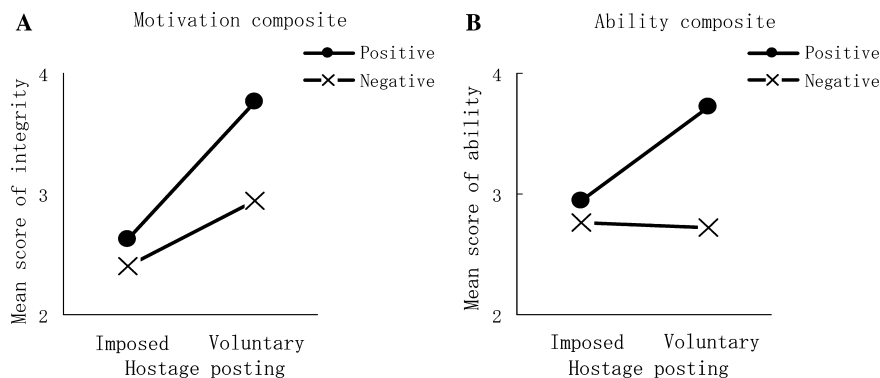 A
Motivation composite
Positive
Negative
Mean score of integrity
4
3
2
Imposed Voluntary
Hostage posting
B
Ability composite
Positive
Negative
Mean score of ability
4
3
2
Imposed Voluntary
Hostage posting